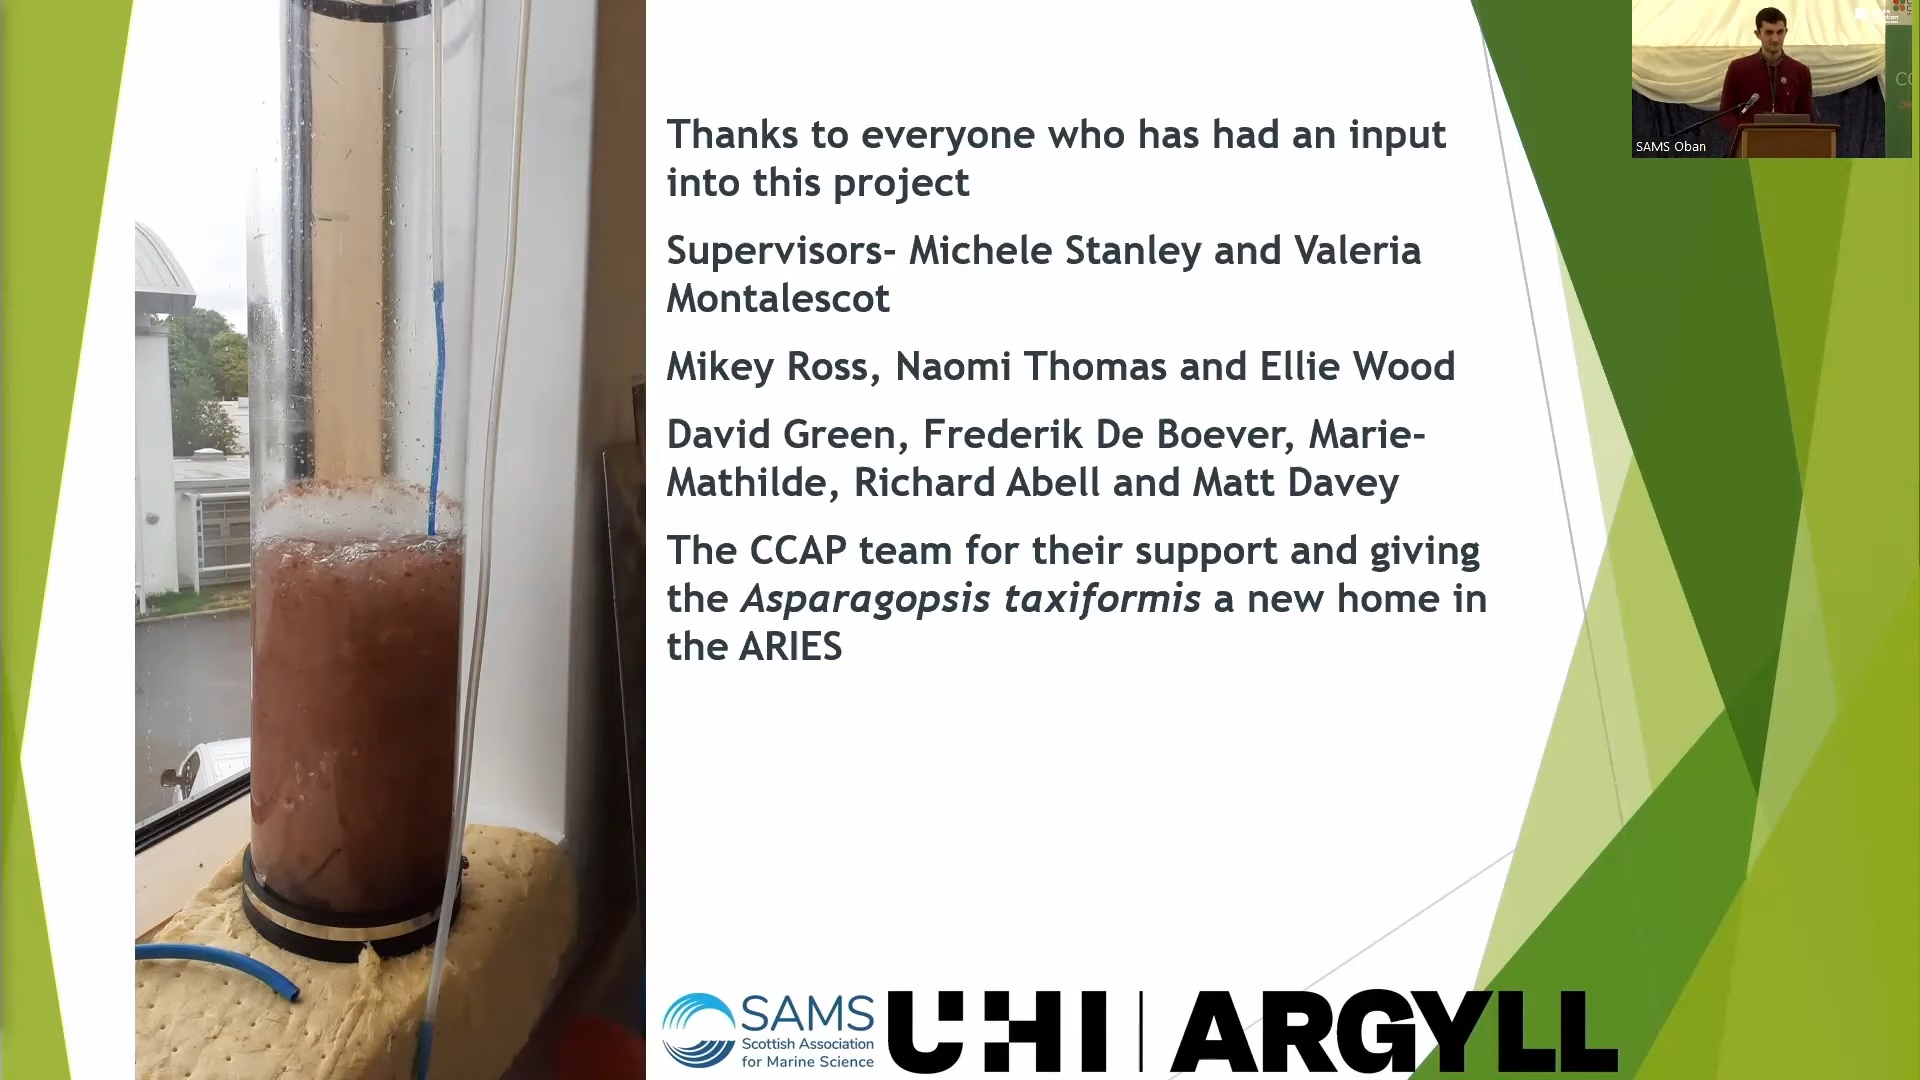 Thanks to everyone who has had an input
into this project
Supervisors- Michele Stanley and Valeria
Montalescot
Mikey Ross, Naomi Thomas and Ellie Wood
David Green, Frederik De Boever, Marie-
Mathilde, Richard Abell and Matt Davey
The CCAP team for their support and giving
the Asparagopsis taxiformis a new home in
the ARIES
SAMS Oban
SAMS
Scottish Association
for Marine Science
UHI | ARGYLL